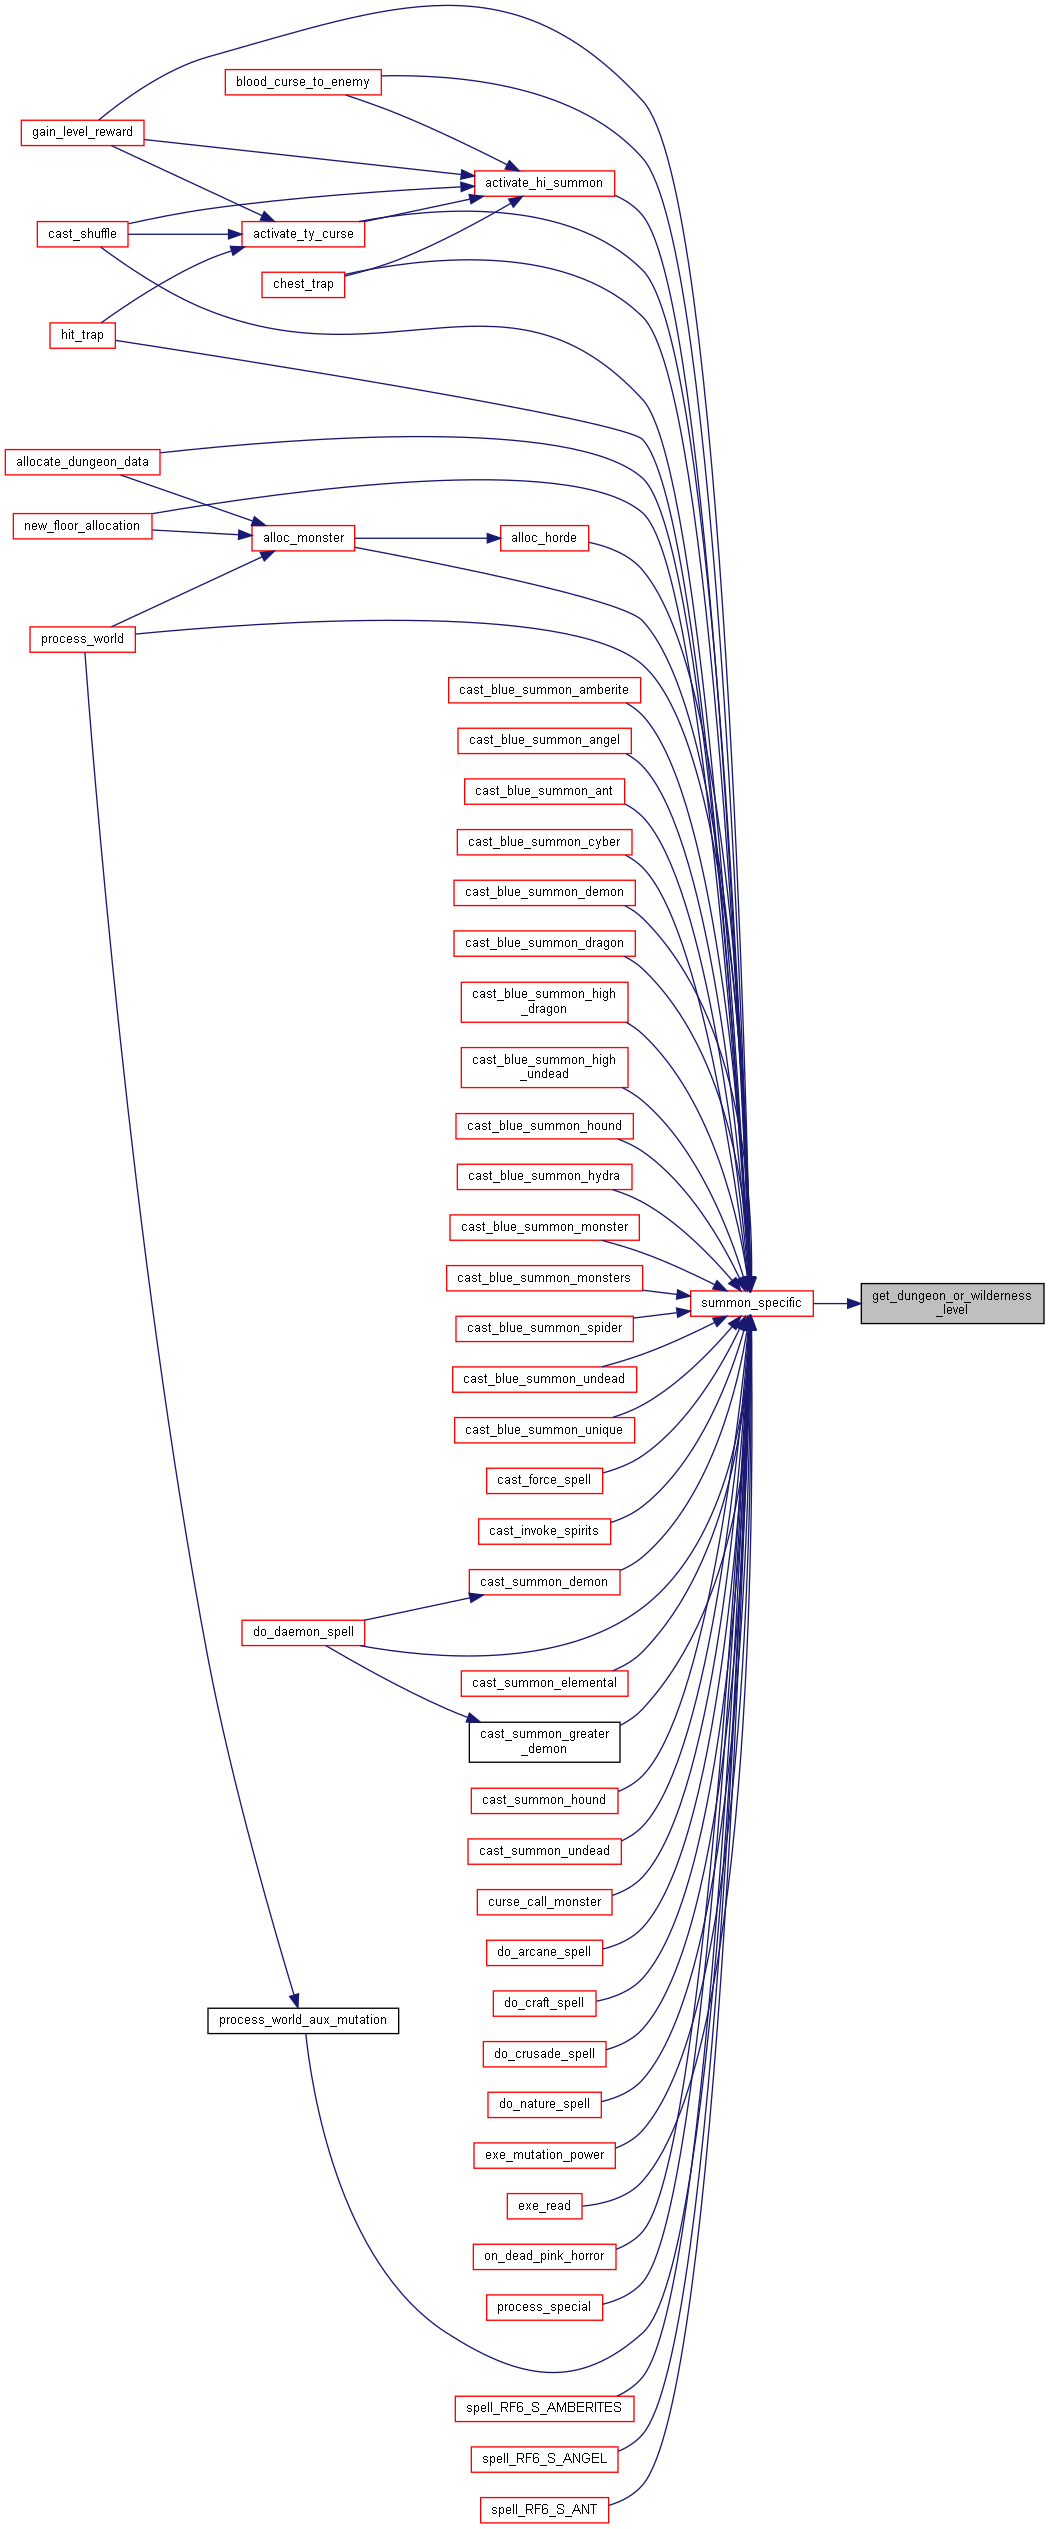 blood_curse_to_enemy
gain_level_reward
activate_hi_summon
cast_shuffle
activate_ty_curse
chest_trap
hit_trap
allocate_dungeon_data
new_floor_allocation
alloc_monster
alloc_horde
process_world
cast_blue_summon_amberite
cast_blue_summon_angel
cast_blue_summon_ant
cast_blue_summon_cyber
cast_blue_summon_demon
cast_blue_summon_dragon
cast_blue_summon_high
_dragon
cast_blue_summon_high
_undead
cast_blue_summon_hound
cast_blue_summon_hydra
cast_blue_summon_monster
cast_blue_summon_monsters
summon_specific
get_dungeon_or_wilderness
_level
cast_blue_summon_spider
cast_blue_summon_undead
cast_blue_summon_unique
cast_force_spell
cast_invoke_spirits
cast_summon_demon
do_daemon_spell
cast_summon_elemental
cast_summon_greater
_demon
cast_summon_hound
cast_summon_undead
curse_call_monster
do_arcane_spell
do_craft_spell
process_world_aux_mutation
do_crusade_spell
do_nature_spell
exe_mutation_power
exe_read
on_dead_pink_horror
process_special
spell_RF6_S_AMBERITES
spell_RF6_S_ANGEL
spell_RF6_S_ANT